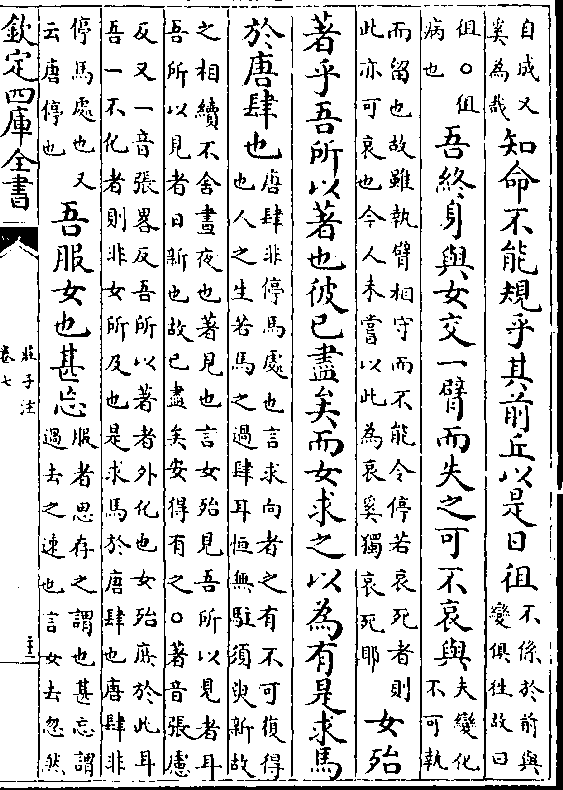 自成又
奚為哉
知命不能規乎其前丘以是日徂
不係於前與
變俱往故日
徂○徂
病也
吾終身與女交一臂而失之可不哀與
夫變化
不可執
而留也故雖執臂相守而不能令停若哀死者則
此亦可哀也今人未嘗以此為哀奚獨哀死耶
女殆
著乎吾所以著也彼已盡矣而女求之以為有是求馬
於唐肆也
唐肆非停馬處也言求向者之有不可復得
也人之生若馬之過肆耳恒無駐須臾新故
之相續不舍晝夜也著見也言女殆見吾所以見者耳
吾所以見者日新也故已盡矣安得有之○著音張慮
反又一音張畧反吾所以著者外化也女殆庶於此耳
吾一不化者則非女所及也是求馬於唐肆也唐肆非
停馬處也又
云唐停也
吾服女也甚忘
服者思存之謂也甚忘謂
過去之速也言女去忽然
欽定四庫全書
莊子注
卷七